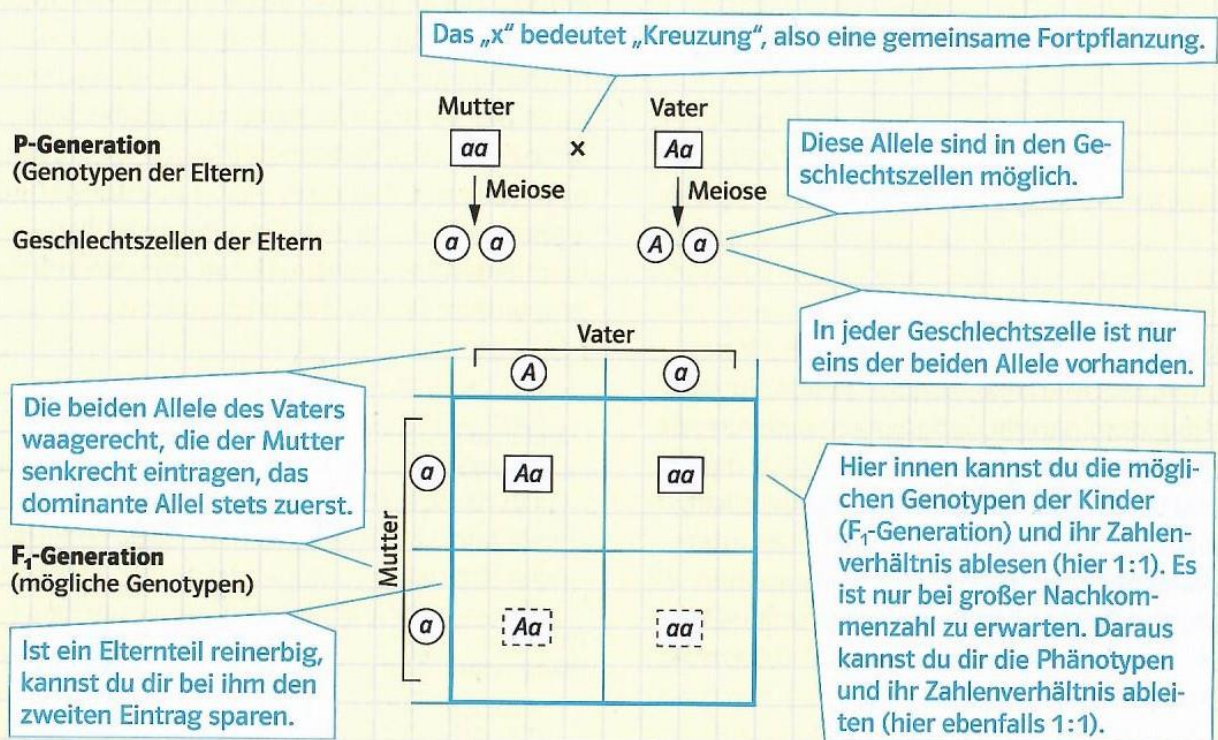 Das „x“ bedeutet „Kreuzung“, also eine gemeinsame Fortpflanzung.
Mutter Vater
P-Generation
(Genotypen der Eltern)
aa x Aa
Meiose Meiose
Diese Allele sind in den Ge-
schlechtszellen möglich.
Geschlechtszellen der Eltern
a a A a
In jeder Geschlechtszelle ist nur
eins der beiden Allele vorhanden.
Vater
A a
Die beiden Allele des Vaters
waagerecht, die der Mutter
senkrecht eintragen, das
dominante Allel stets zuerst.
Mutter
a Aa aa
a Aa aa
F₁-Generation
(mögliche Genotypen)
Ist ein Elternteil reinerbig,
kannst du dir bei ihm den
zweiten Eintrag sparen.
Hier innen kannst du die mögli-
chen Genotypen der Kinder
(F₁-Generation) und ihr Zahlen-
verhältnis ablesen (hier 1:1). Es
ist nur bei großer Nachkom-
menzahl zu erwarten. Daraus
kannst du dir die Phänotypen
und ihr Zahlenverhältnis ablei-
ten (hier ebenfalls 1:1).